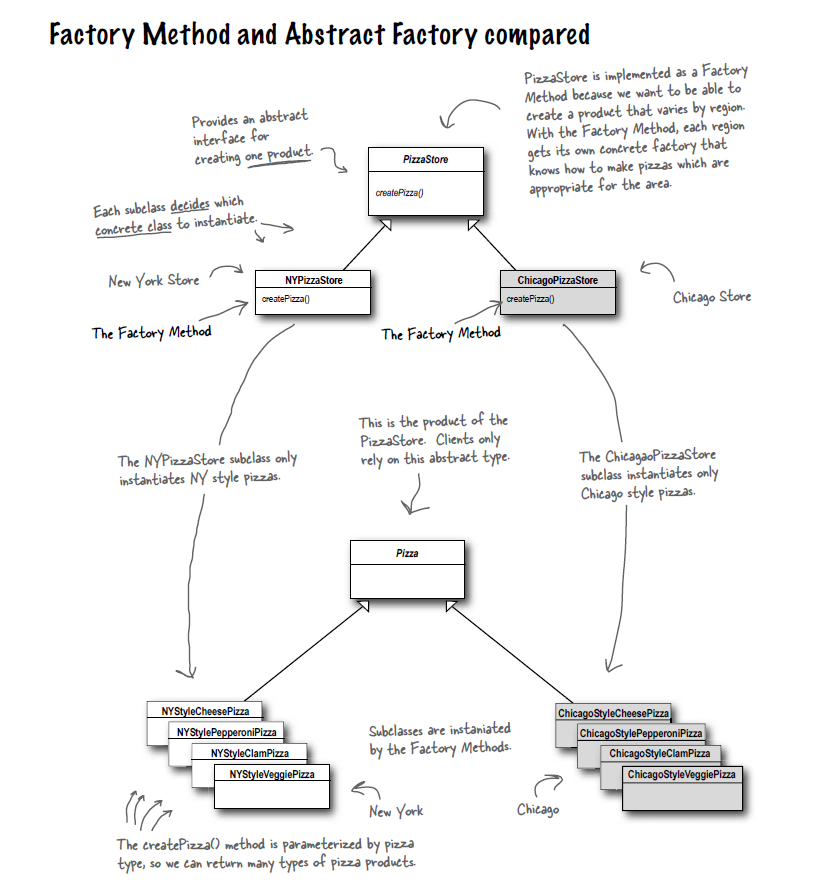 Factory Method and Abstract Factory compared
PizzaStore is implemented as a Factory
Method because we want to be able to
create a product that varies by region.
With the Factory Method, each region
gets its own concrete factory that
knows how to make pizzas which are
appropriate for the area.
Provides an abstract
interface for
creating one product.
PizzaStore
createPizza()
Each subclass decides which
concrete class to instantiate.
New York Store
NYPizzaStore
createPizza()
ChicagoPizzaStore
createPizza()
Chicago Store
The Factory Method
The Factory Method
This is the product of the
PizzaStore. Clients only
rely on this abstract type.
The NYPizzaStore subclass only
instantiates NY style pizzas.
The ChicagaoPizzaStore
subclass instantiates only
Chicago style pizzas.
Pizza
NYStyleCheesePizza
NYStylePepperoniPizza
NYStyleClamPizza
NYStyleVeggiePizza
Subclasses are instaniated
by the Factory Methods.
ChicagoStyleCheesePizza
ChicagoStylePepperoniPizza
ChicagoStyleClamPizza
ChicagoStyleVeggiePizza
New York
Chicago
The createPizza() method is parameterized by pizza
type, so we can return many types of pizza products.